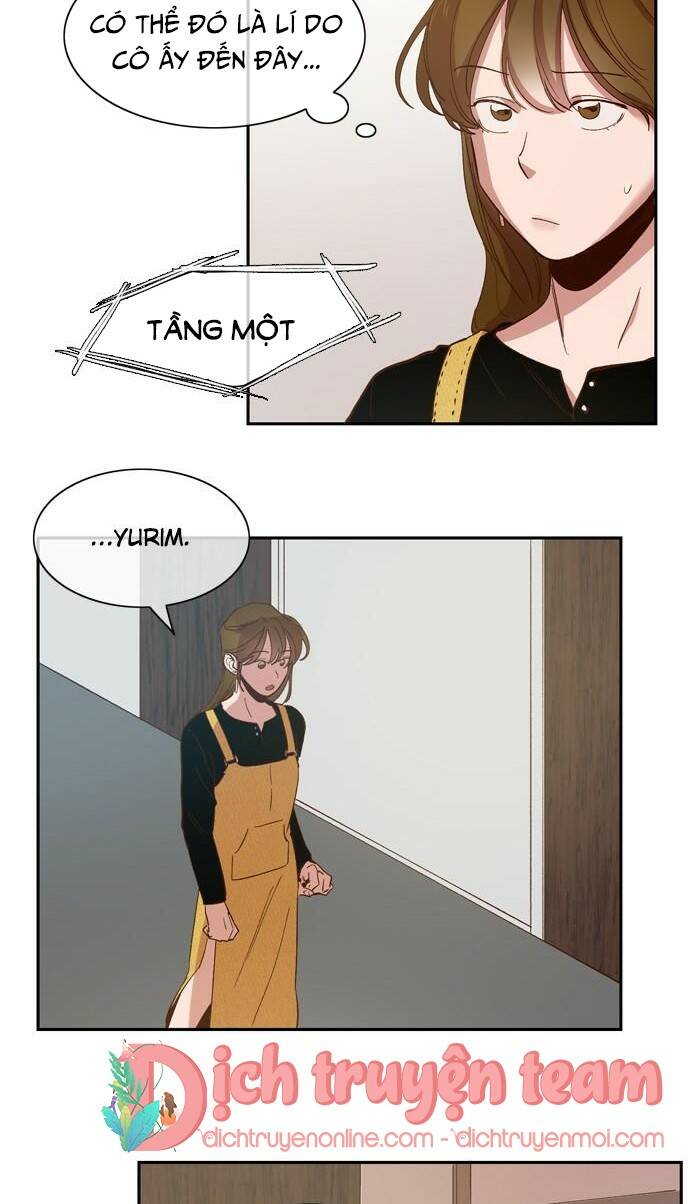 CÓ THỂ ĐÓ LÀ LÍ DO
CÔ ẤY ĐẾN ĐÂY...
TẦNG MỘT
...YURIM.
Dịch truyện team
dichtruyenonline.com - dichtruyenmoi.com